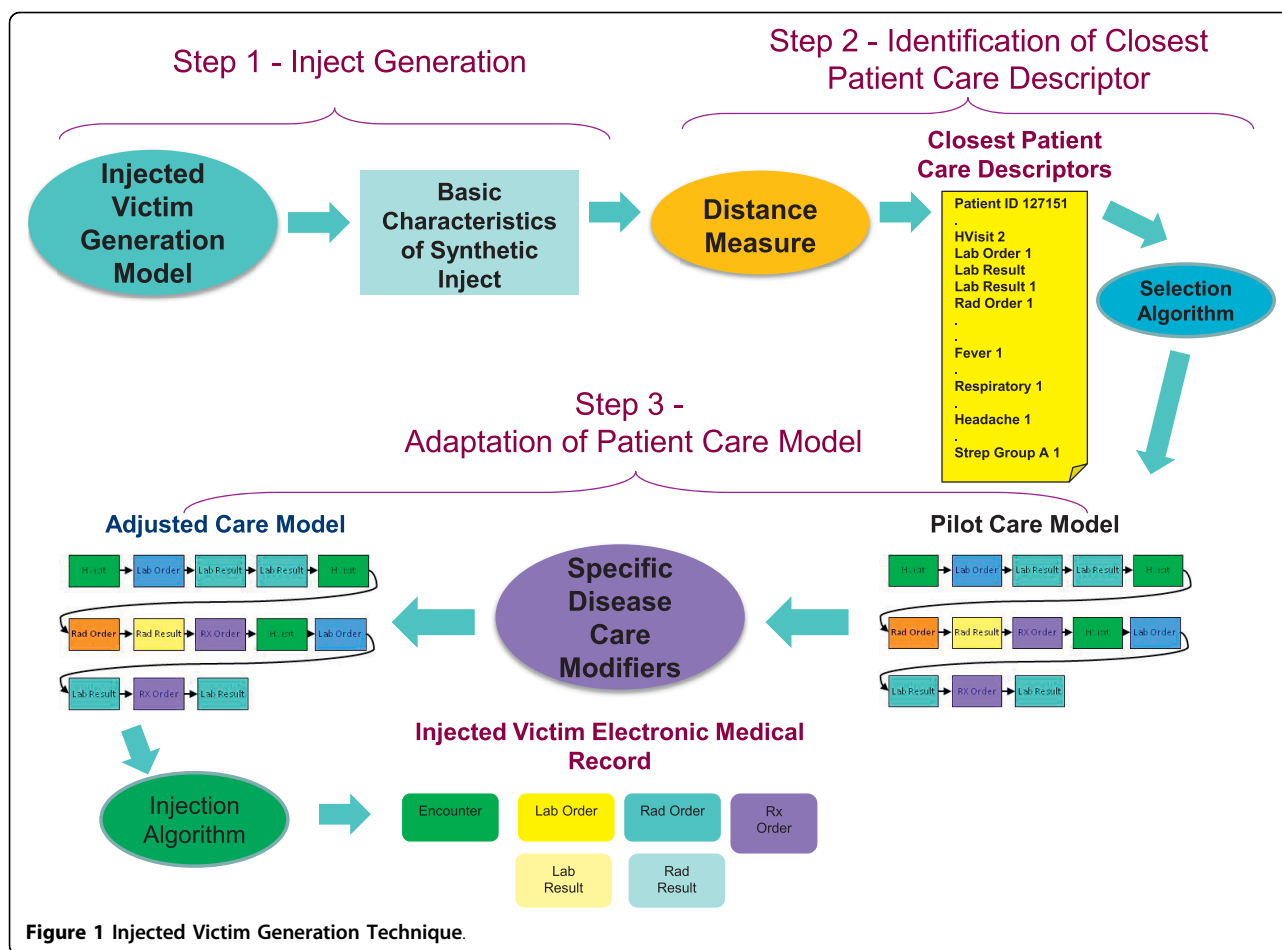 Step 1 - Inject Generation
Step 2 - Identification of Closest
Patient Care Descriptor
Injected
Victim
Generation
Model
Basic
Characteristics
of Synthetic
Inject
Distance
Measure
Closest Patient
Care Descriptors
Patient ID 127151
.
HVisit 2
Lab Order 1
Lab Result
Lab Result 1
Rad Order 1
.
.
Fever 1
.
Respiratory 1
.
Headache 1
.
Strep Group A 1
Selection
Algorithm
Step 3 -
Adaptation of Patient Care Model
Adjusted Care Model
Lab Order
Lab Result
Lab Result
Rad Order
Rad Result
RX Order
Lab Order
Lab Result
RX Order
Lab Result
Specific
Disease
Care
Modifiers
Pilot Care Model
Lab Order
Lab Result
Lab Result
Rad Order
Rad Result
RX Order
Lab Order
Lab Result
RX Order
Lab Result
Injection
Algorithm
Injected Victim Electronic Medical
Record
Encounter
Lab Order
Rad Order
Rx
Order
Lab
Result
Rad
Result
Figure 1 Injected Victim Generation Technique.